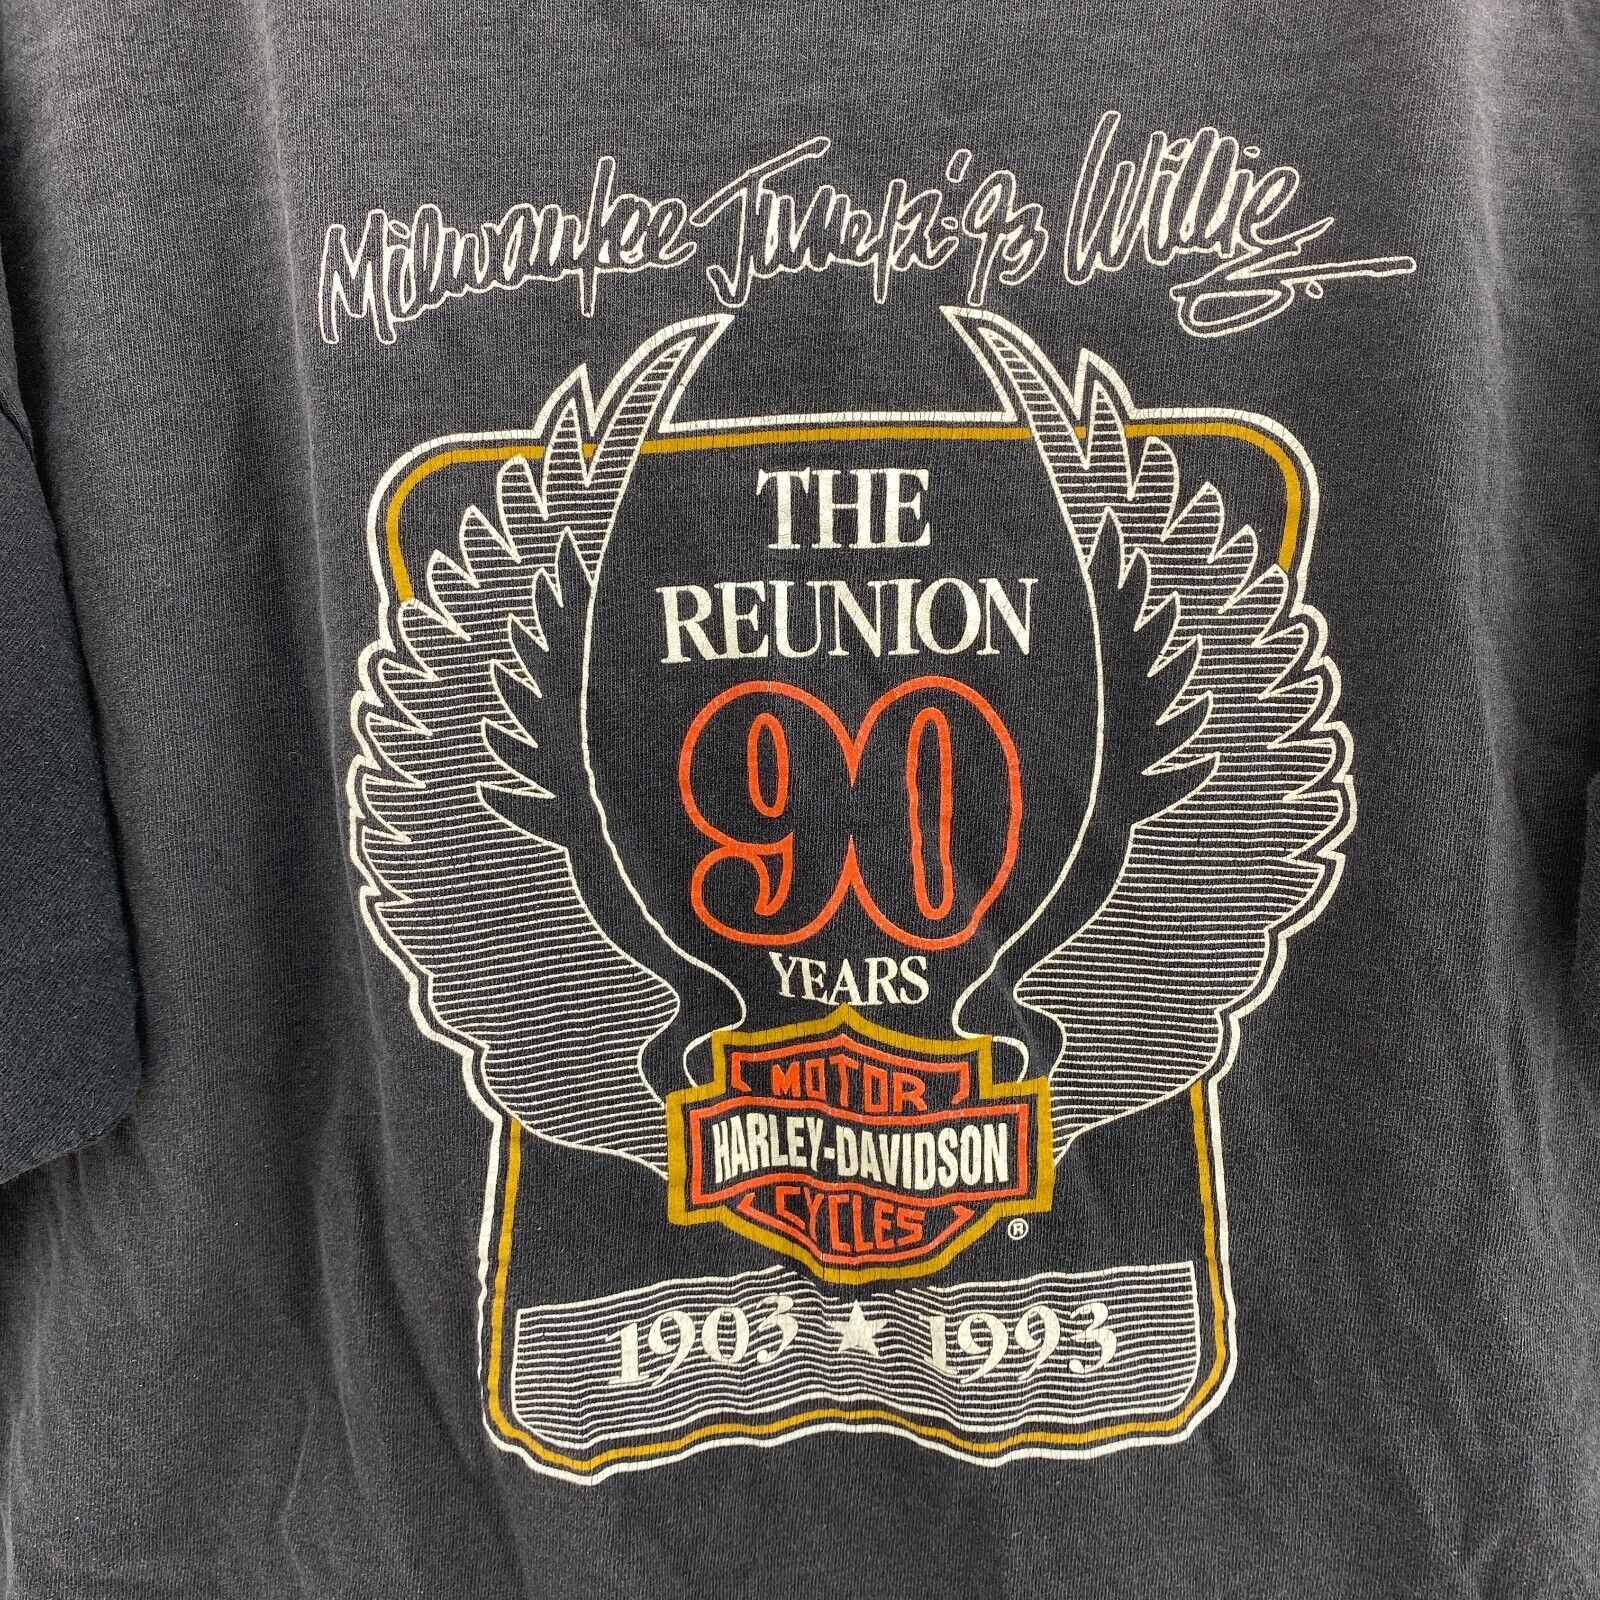 Milwaukee June 12 '93 Willie G.
THE
REUNION
90
YEARS
MOTOR
HARLEY-DAVIDSON
CYCLES
®
1903 ★ 1993